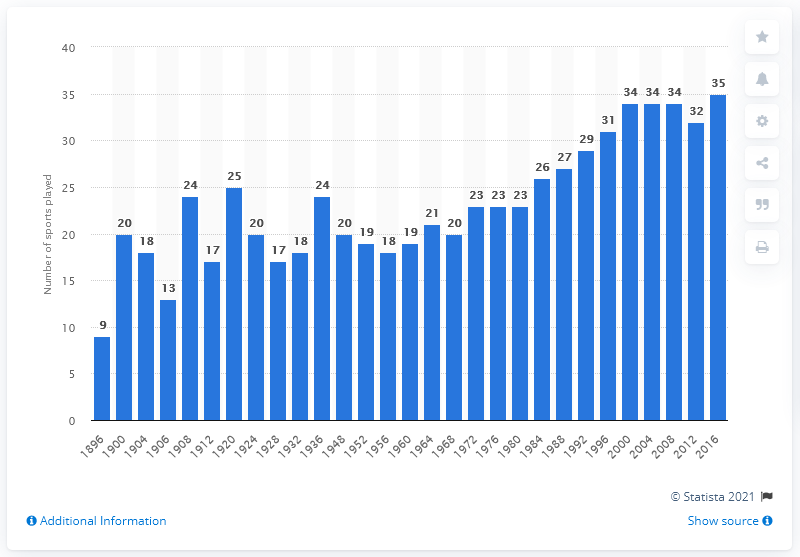 40
35
30
25
20
15
10
5
0
Number of sports played
9 20 18 13 24 17 25 20 17 18 24 20 19 18 19 21 20 23 23 23 26 27 29 31 34 34 34 32 35
1896 1900 1904 1906 1908 1912 1920 1924 1928 1932 1936 1948 1952 1956 1960 1964 1968 1972 1976 1980 1984 1988 1992 1996 2000 2004 2008 2012 2016
© Statista 2021
Additional Information
Show source